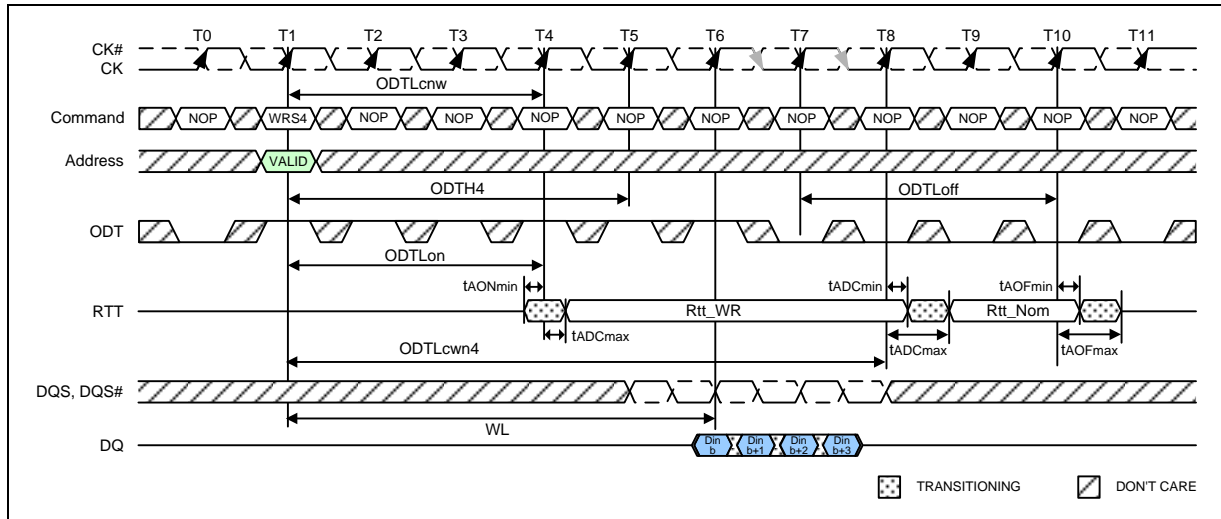 T0 T1 T2 T3 T4 T5 T6 T7 T8 T9 T10 T11
CK#
CK
ODTLcnw
Command NOP WRS4 NOP NOP NOP NOP NOP NOP NOP NOP NOP NOP
Address VALID
ODTH4 ODTLoff
ODT
ODTLon
tAONmin tADCmin tAOFmin
RTT Rtt_WR Rtt_Nom
tADCmax tADCmax tAOFmax
ODTLcwn4
DQS, DQS#
WL
DQ Din b Din b+1 Din b+2 Din b+3
TRANSITIONING DON'T CARE